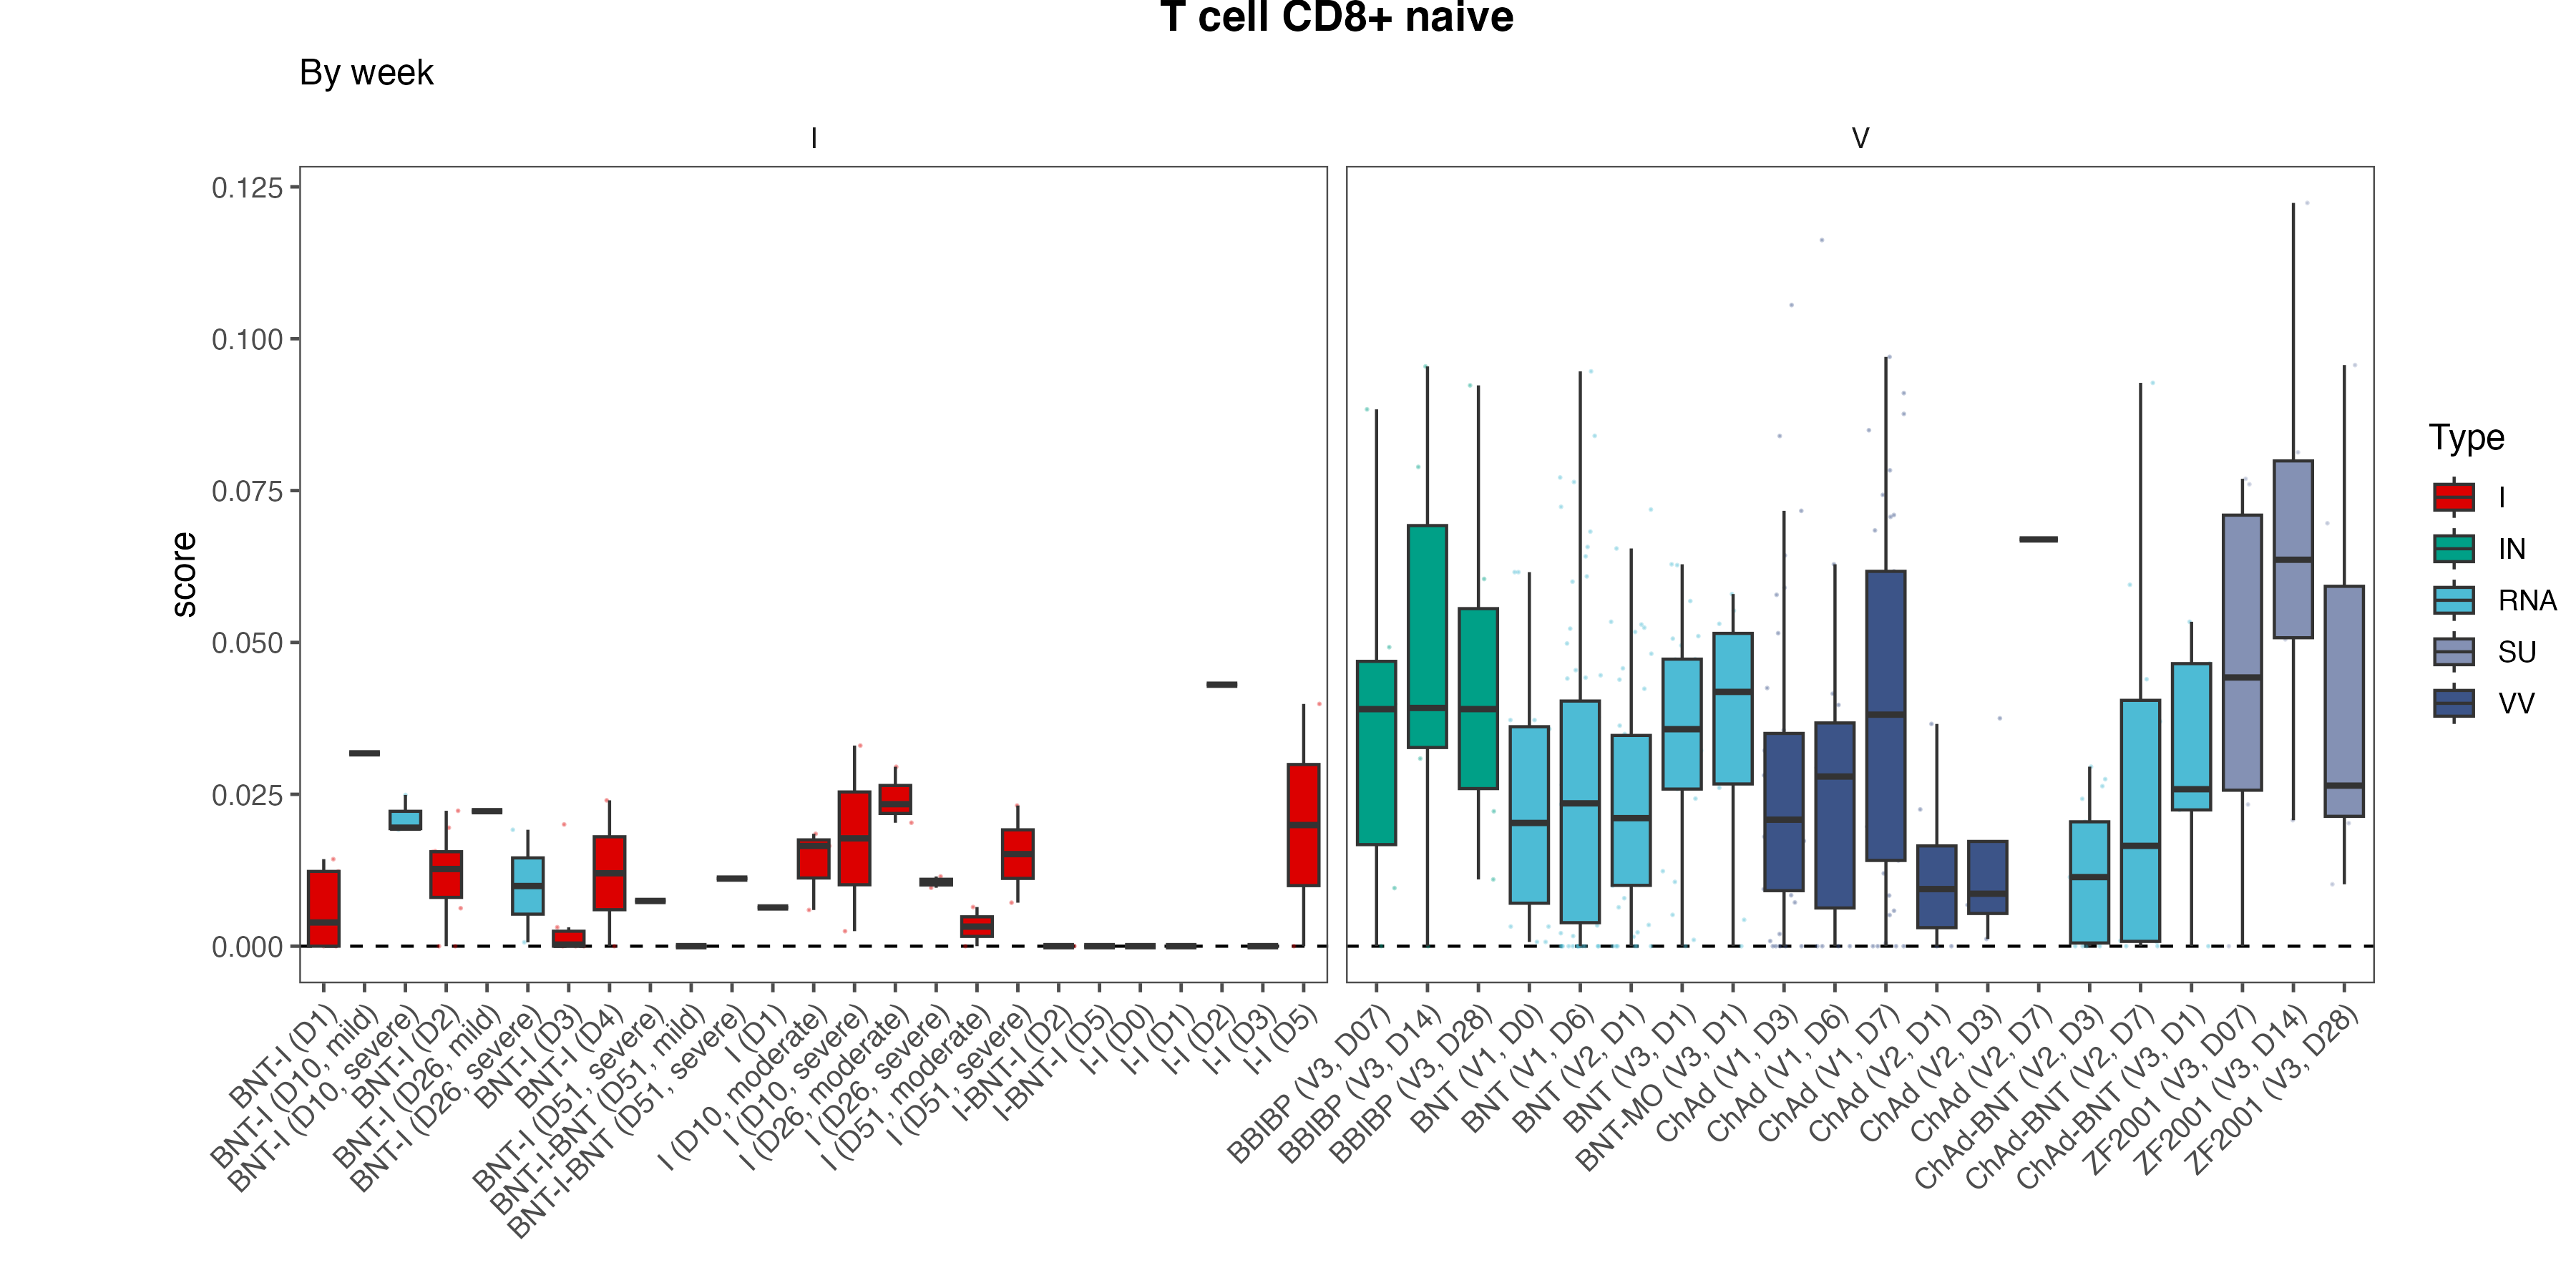 T cell CD8+ naive
By week
I
V
0.125
0.100
0.075
0.050
0.025
0.000
score
BNT-I (D1)
BNT-I (D10, mild)
BNT-I (D10, severe)
BNT-I (D2)
BNT-I (D26, mild)
BNT-I (D26, severe)
BNT-I (D3)
BNT-I (D4)
BNT-I (D51, severe)
BNT-I-BNT (D51, mild)
BNT-I-BNT (D51, severe)
I (D1)
I (D10, moderate)
I (D10, severe)
I (D26, moderate)
I (D26, severe)
I (D51, moderate)
I (D51, severe)
I-BNT-I (D2)
I-BNT-I (D5)
I-I (D0)
I-I (D1)
I-I (D2)
I-I (D3)
I-I (D5)
BBIBP (V3, D07)
BBIBP (V3, D14)
BBIBP (V3, D28)
BNT (V1, D0)
BNT (V1, D6)
BNT (V2, D1)
BNT (V3, D1)
BNT-MO (V3, D1)
ChAd (V1, D3)
ChAd (V1, D6)
ChAd (V1, D7)
ChAd (V2, D1)
ChAd (V2, D3)
ChAd (V2, D7)
ChAd-BNT (V2, D3)
ChAd-BNT (V2, D7)
ChAd-BNT (V3, D1)
ZF2001 (V3, D07)
ZF2001 (V3, D14)
ZF2001 (V3, D28)
Type
I
IN
RNA
SU
VV